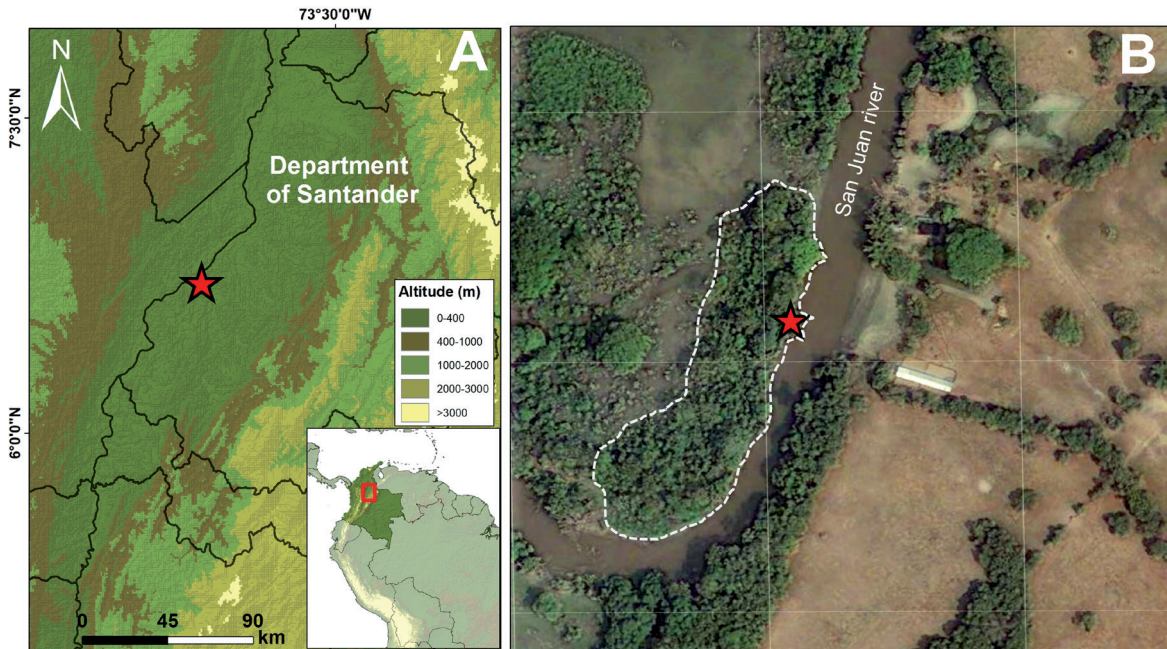 73°30'0"W
N
A
7°30'0"N
Department
of Santander
Altitude (m)
0-400
400-1000
1000-2000
2000-3000
>3000
6°0'0"N
0 45 90
km
B
San Juan river